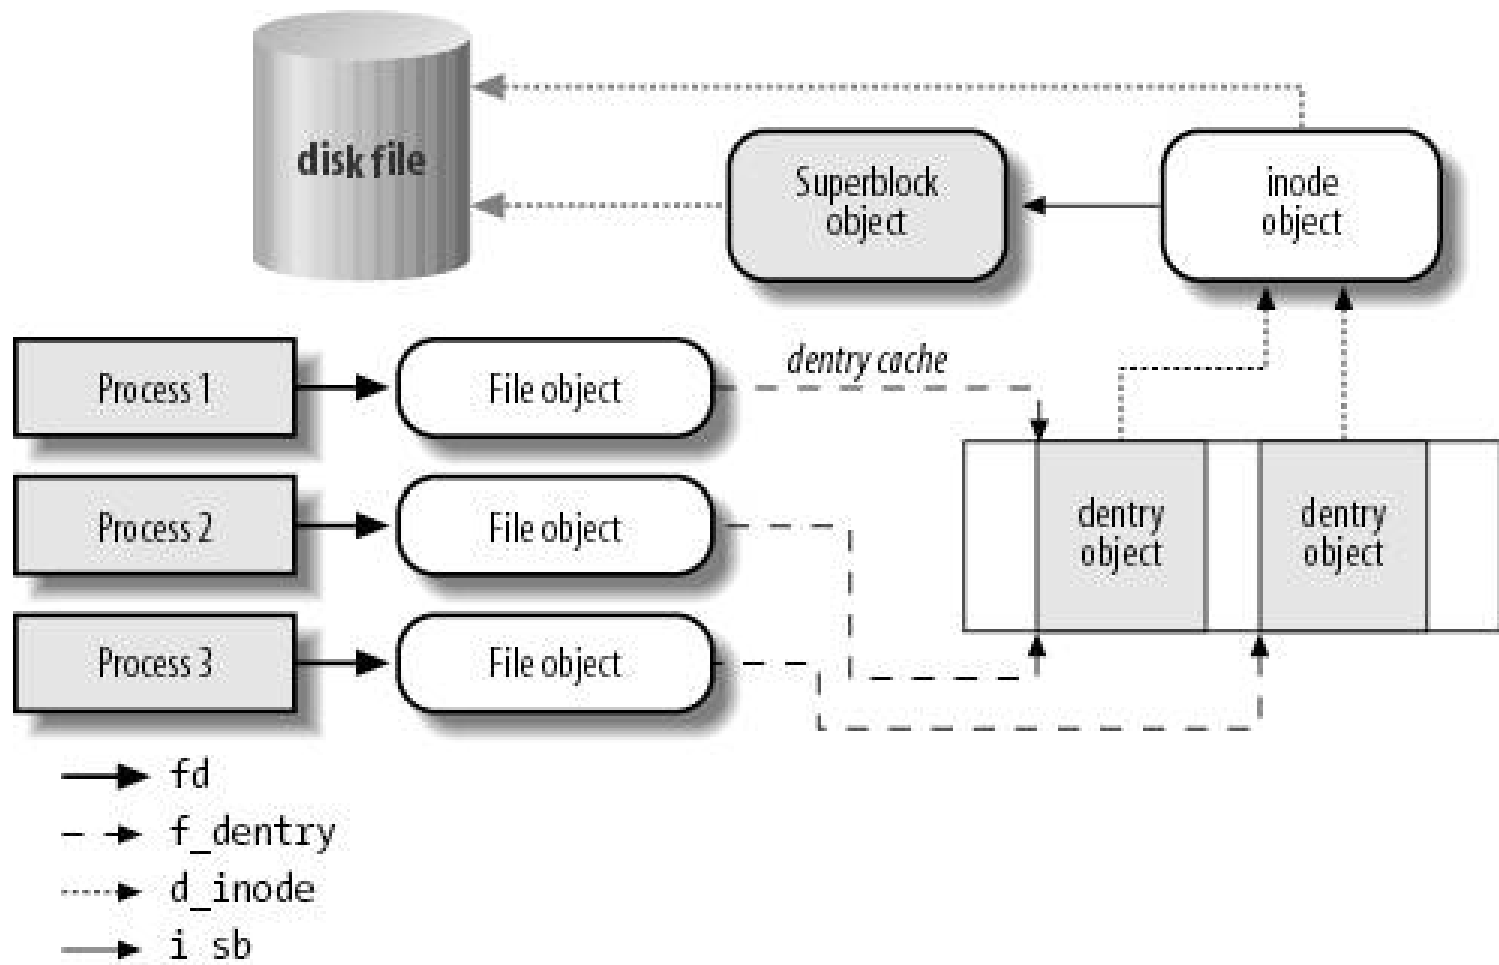 disk file
Superblock
object
inode
object
Process 1
File object
dentry cache
Process 2
File object
dentry
object
dentry
object
Process 3
File object
fd
f_dentry
d_inode
i sb